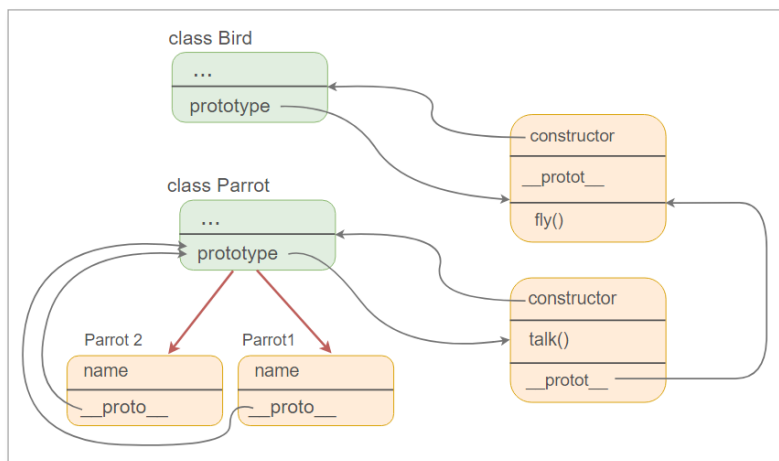 class Bird
...
prototype
constructor
__protot__
fly()
class Parrot
...
prototype
constructor
talk()
__protot__
Parrot 2
name
__proto__
Parrot1
name
__proto__